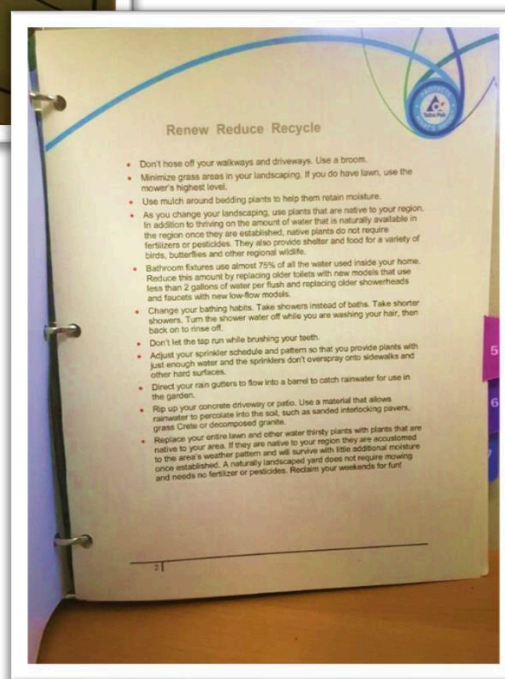 PROTECTS
Tetra Pak
WHAT'S GOOD
Renew Reduce Recycle
• Don't hose off your walkways and driveways. Use a broom.
• Minimize grass areas in your landscaping. If you do have lawn, use the
mower's highest level.
• Use mulch around bedding plants to help them retain moisture.
• As you change your landscaping, use plants that are native to your region.
In addition to thriving on the amount of water that is naturally available in
the region once they are established, native plants do not require
fertilizers or pesticides. They also provide shelter and food for a variety of
birds, butterflies and other regional wildlife.
• Bathroom fixtures use almost 75% of all the water used inside your home.
Reduce this amount by replacing older toilets with new models that use
less than 2 gallons of water per flush and replacing older showerheads
and faucets with new low-flow models.
• Change your bathing habits. Take showers instead of baths. Take shorter
showers. Turn the shower water off while you are washing your hair, then
back on to rinse off.
• Don't let the tap run while brushing your teeth.
• Adjust your sprinkler schedule and pattern so that you provide plants with
just enough water and the sprinklers don't overspray onto sidewalks and
other hard surfaces.
• Direct your rain gutters to flow into a barrel to catch rainwater for use in
the garden.
• Rip up your concrete driveway or patio. Use a material that allows
rainwater to percolate into the soil, such as sanded interlocking pavers,
grass Crete or decomposed granite.
• Replace your entire lawn and other water thirsty plants with plants that are
native to your area. If they are native to your region they are accustomed
to the area's weather pattern and will survive with little additional moisture
once established. A naturally landscaped yard does not require mowing
and needs no fertilizer or pesticides. Reclaim your weekends for fun!
2
5
6
7